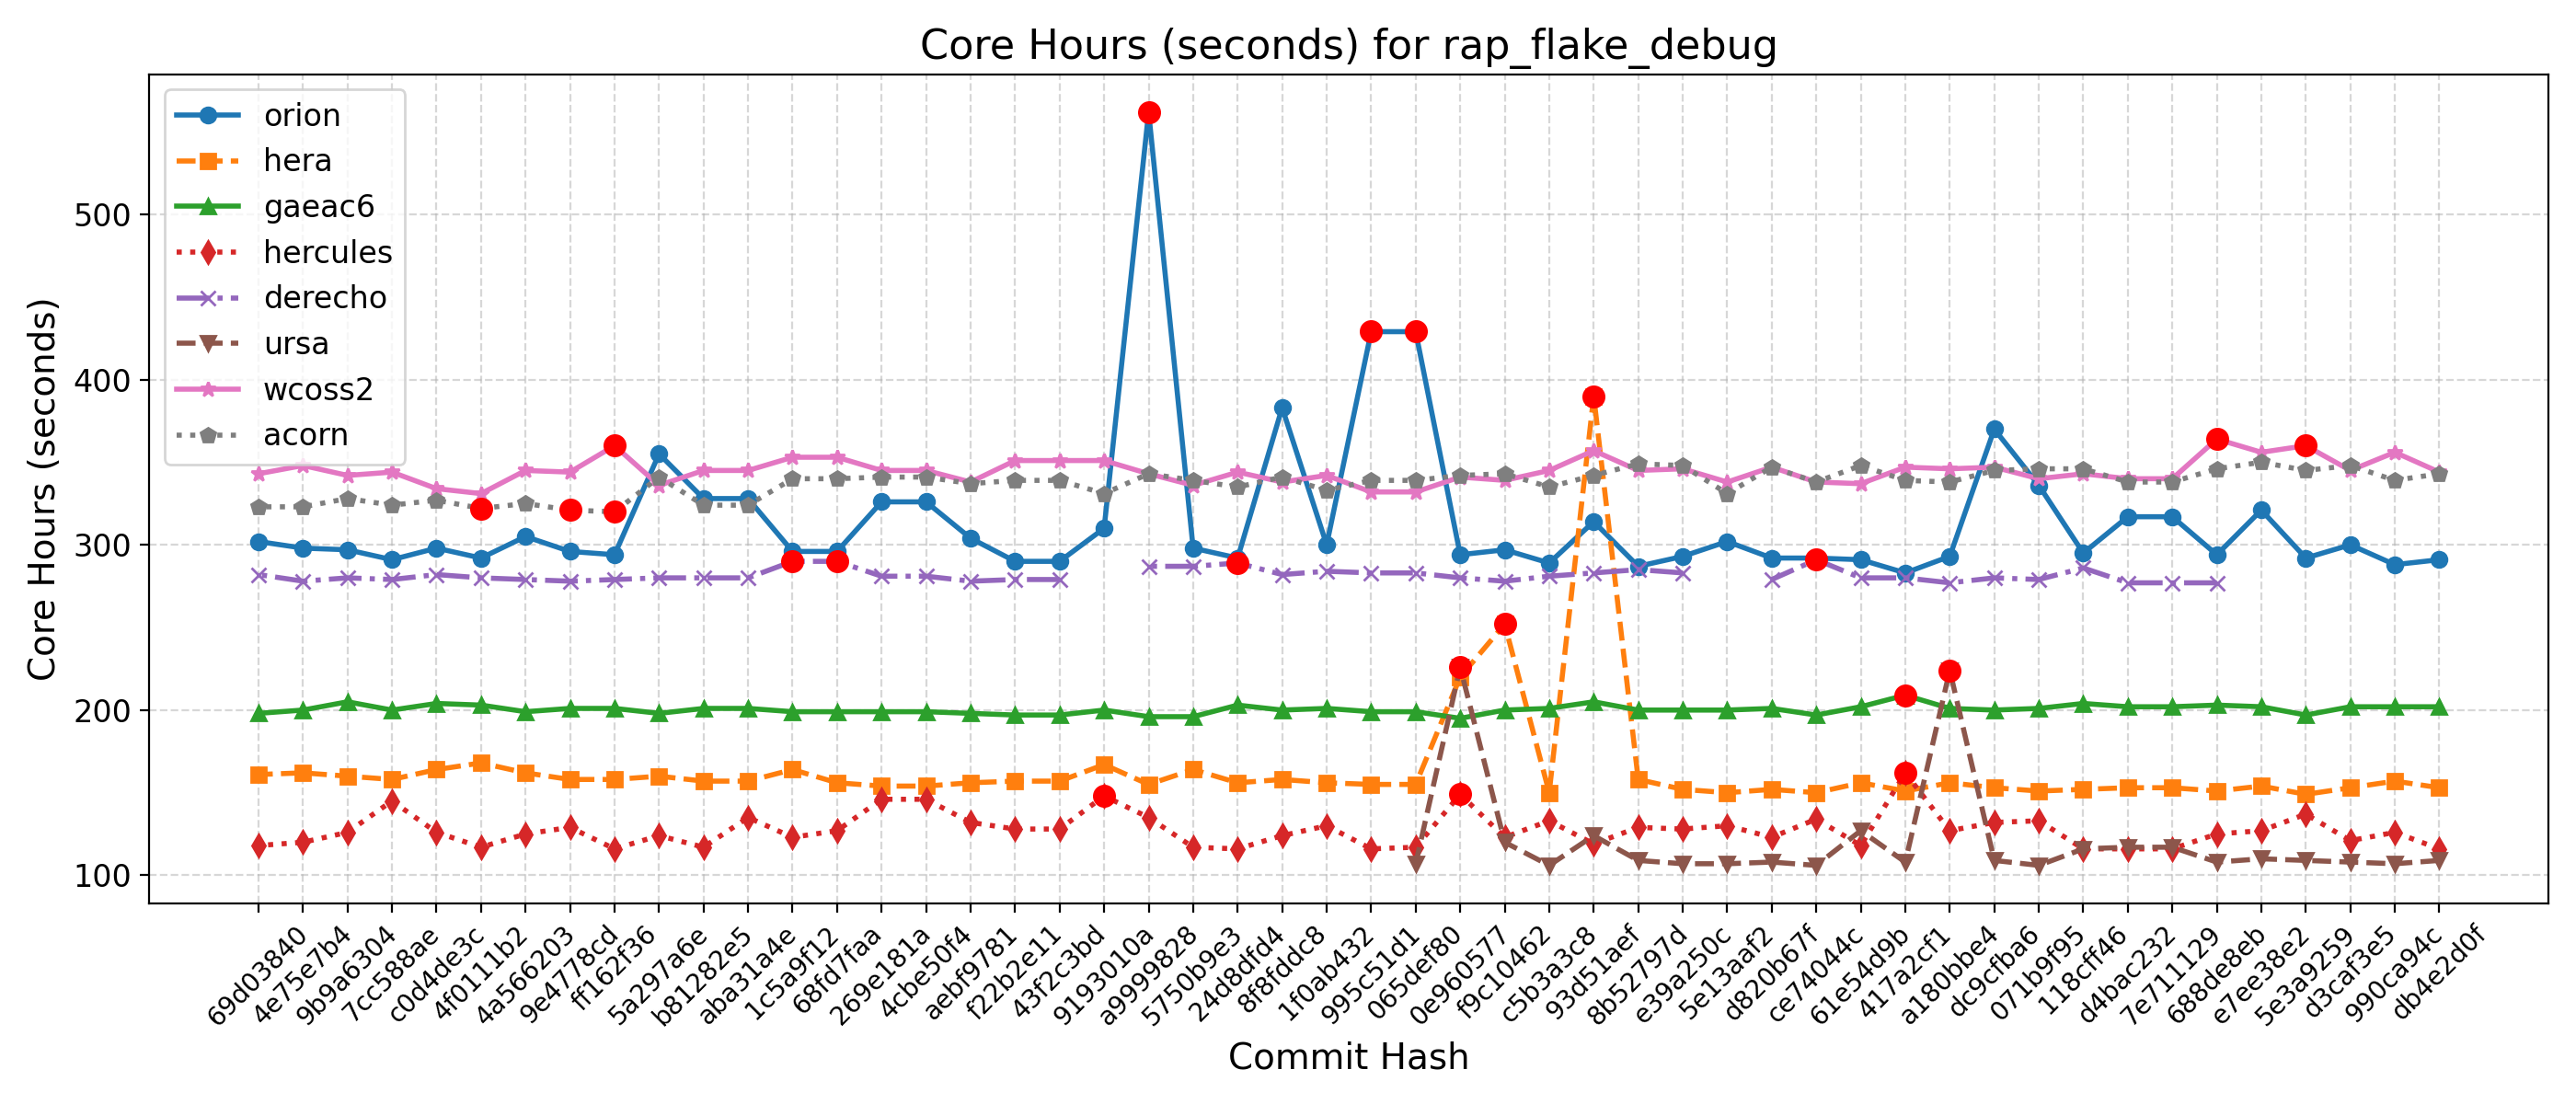 Core Hours (seconds) for rap_flake_debug
orion
hera
gaeac6
hercules
derecho
ursa
wcoss2
acorn
Core Hours (seconds)
500
400
300
200
100
69d03840
4e75e7b4
9b9a6304
7cc588ae
c0d4de3c
4f0111b2
4a566203
9e4778cd
ff162f36
5a297a6e
b81282e5
aba31a4e
1c5a9f12
68fd7faa
269e181a
4cbe50f4
aebf9781
f22b2e11
43f2c3bd
9193010a
a9999828
5750b9e3
24d8dfd4
8f8fddc8
1f0ab432
995c51d1
065def80
0e960577
f9c10462
c5b3a3c8
93d51aef
8b52797d
e39a250c
5e13aaf2
d820b67f
ce74044c
61e54d9b
417a2cf1
a180bbe4
dc9cfba6
071b9f95
118cff46
d4bac232
7e711129
688de8eb
e7ee38e2
5e3a9259
d3caf3e5
990ca94c
db4e2d0f
Commit Hash